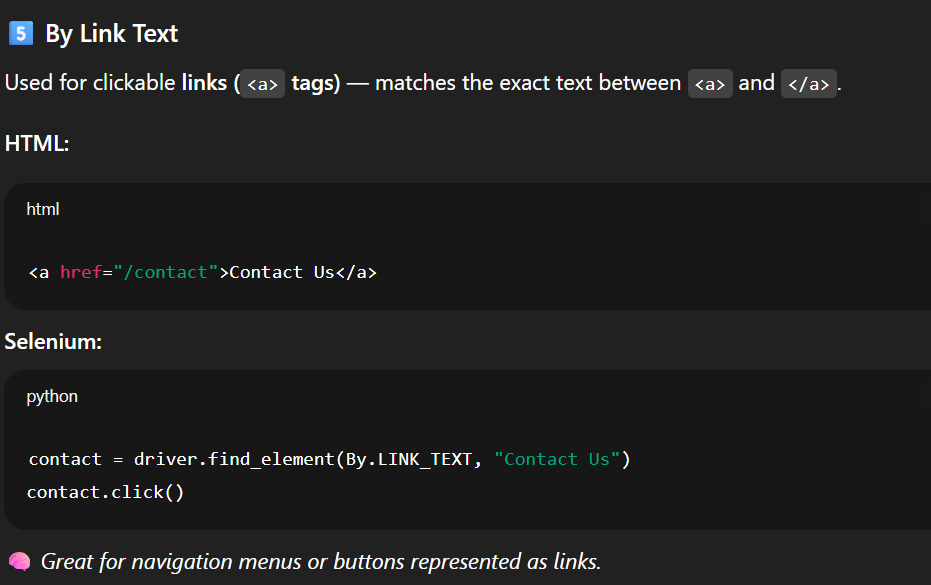 5 By Link Text
Used for clickable links (<a> tags) — matches the exact text between <a> and </a>.
HTML:
html
<a href="/contact">Contact Us</a>
Selenium:
python
contact = driver.find_element(By.LINK_TEXT, "Contact Us")
contact.click()
Great for navigation menus or buttons represented as links.